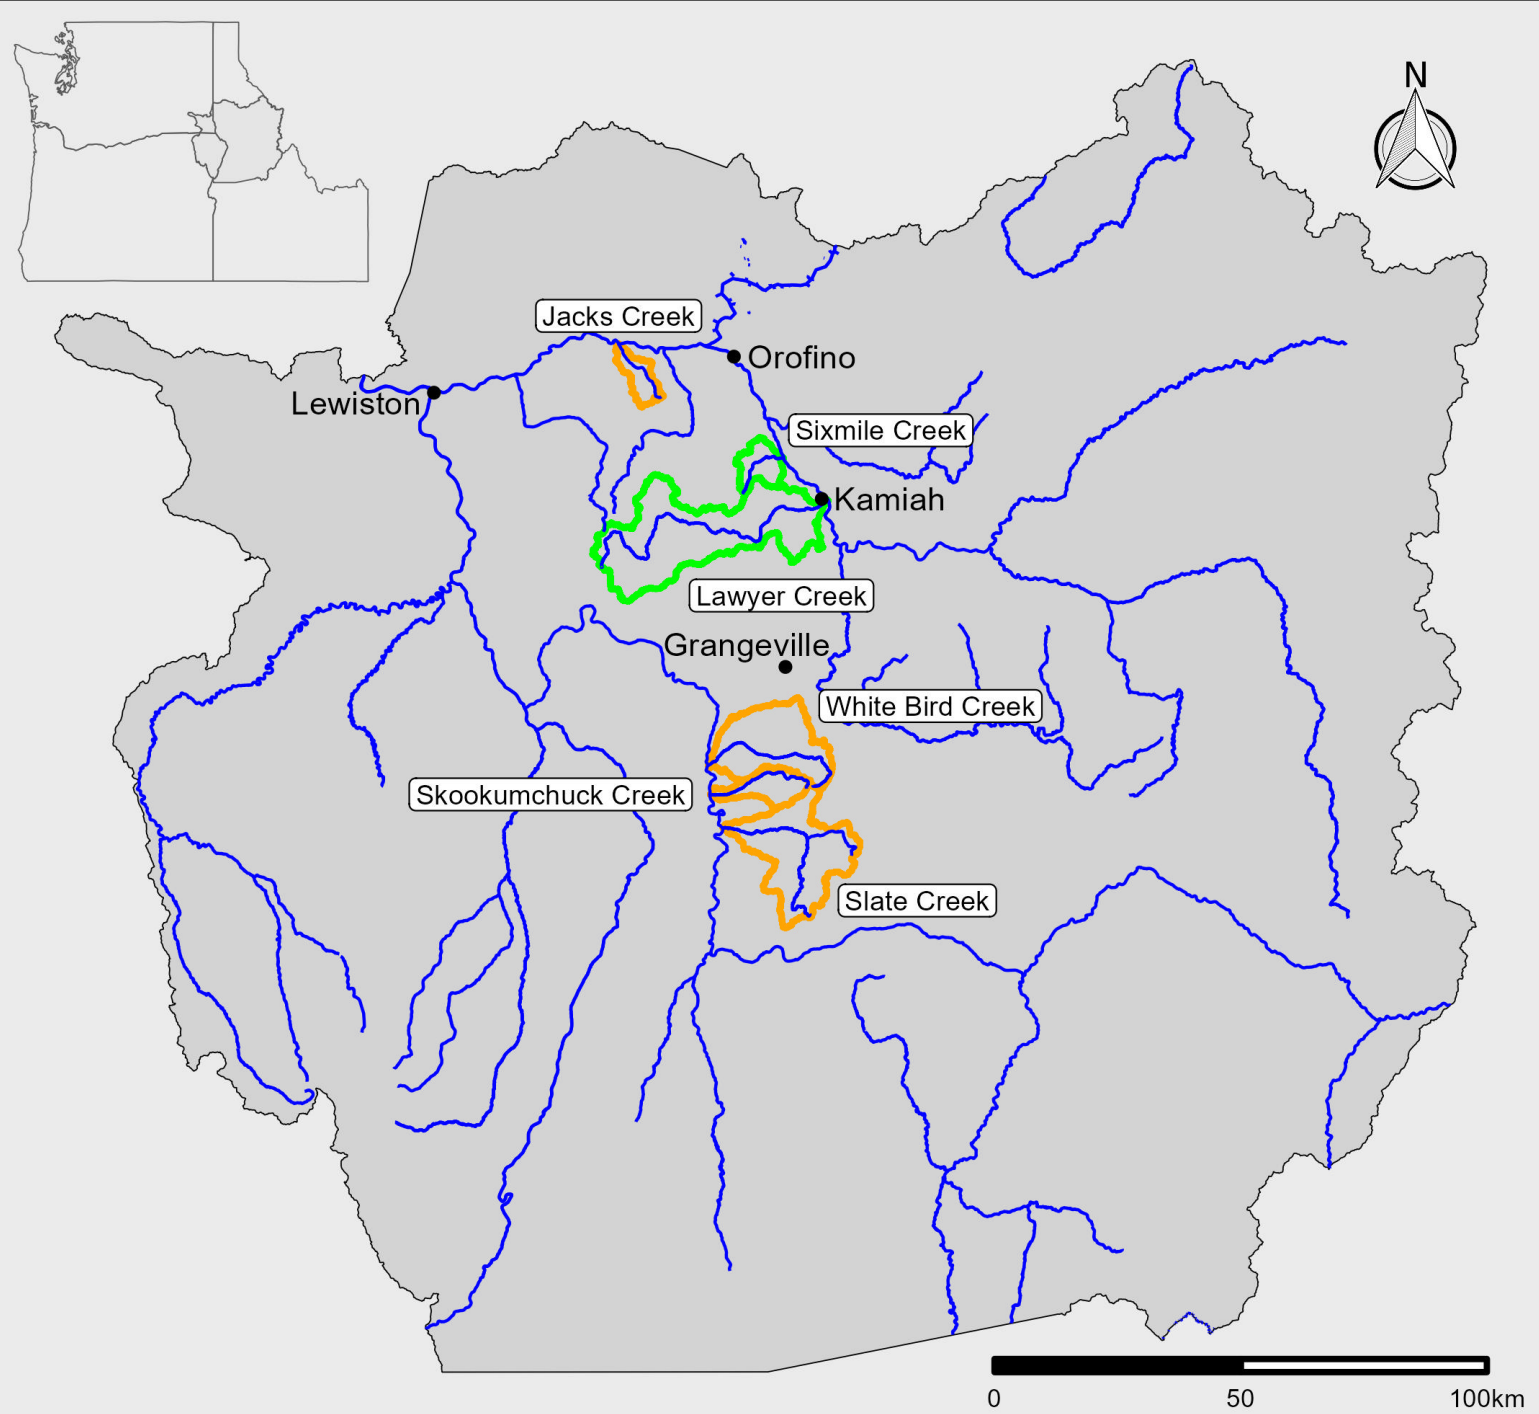 N
Jacks Creek
Orofino
Lewiston
Sixmile Creek
Kamiah
Lawyer Creek
Grangeville
White Bird Creek
Skookumchuck Creek
Slate Creek
0 50 100km